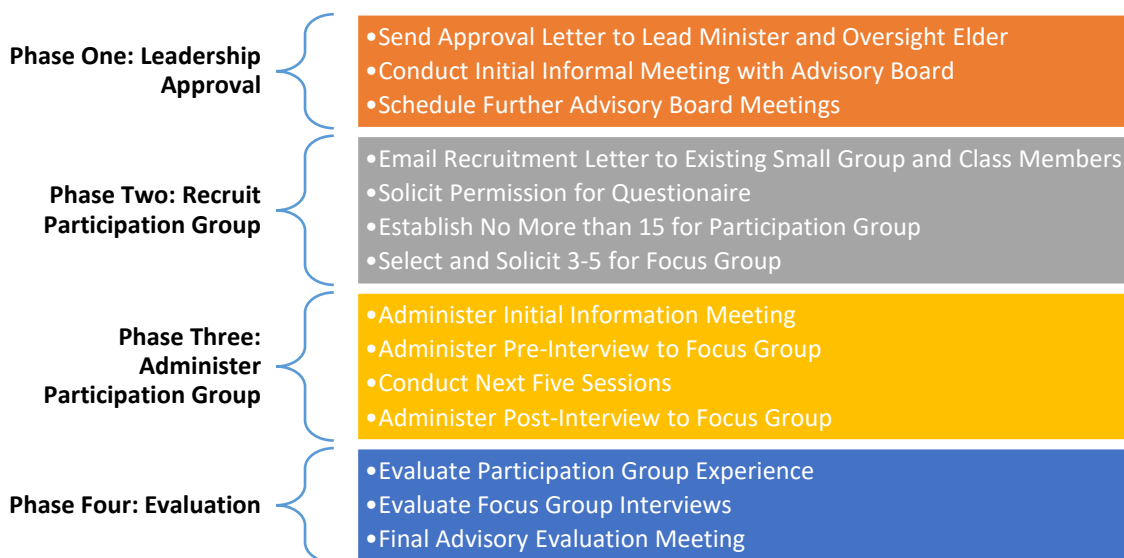 Phase One: Leadership
Approval
•Send Approval Letter to Lead Minister and Oversight Elder
•Conduct Initial Informal Meeting with Advisory Board
•Schedule Further Advisory Board Meetings
Phase Two: Recruit
Participation Group
•Email Recruitment Letter to Existing Small Group and Class Members
•Solicit Permission for Questionaire
•Establish No More than 15 for Participation Group
•Select and Solicit 3-5 for Focus Group
Phase Three:
Administer
Participation Group
•Administer Initial Information Meeting
•Administer Pre-Interview to Focus Group
•Conduct Next Five Sessions
•Administer Post-Interview to Focus Group
Phase Four: Evaluation
•Evaluate Participation Group Experience
•Evaluate Focus Group Interviews
•Final Advisory Evaluation Meeting